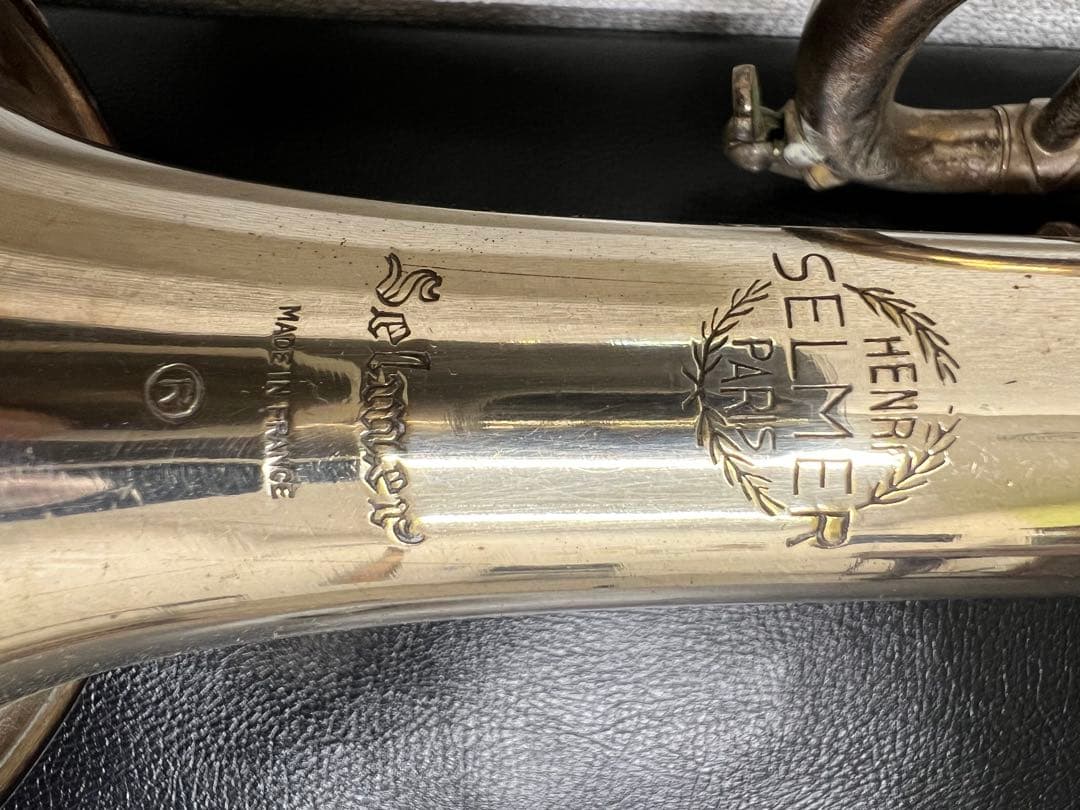 HENRI
SELMER
PARIS
Selmer
MADE IN FRANCE
®